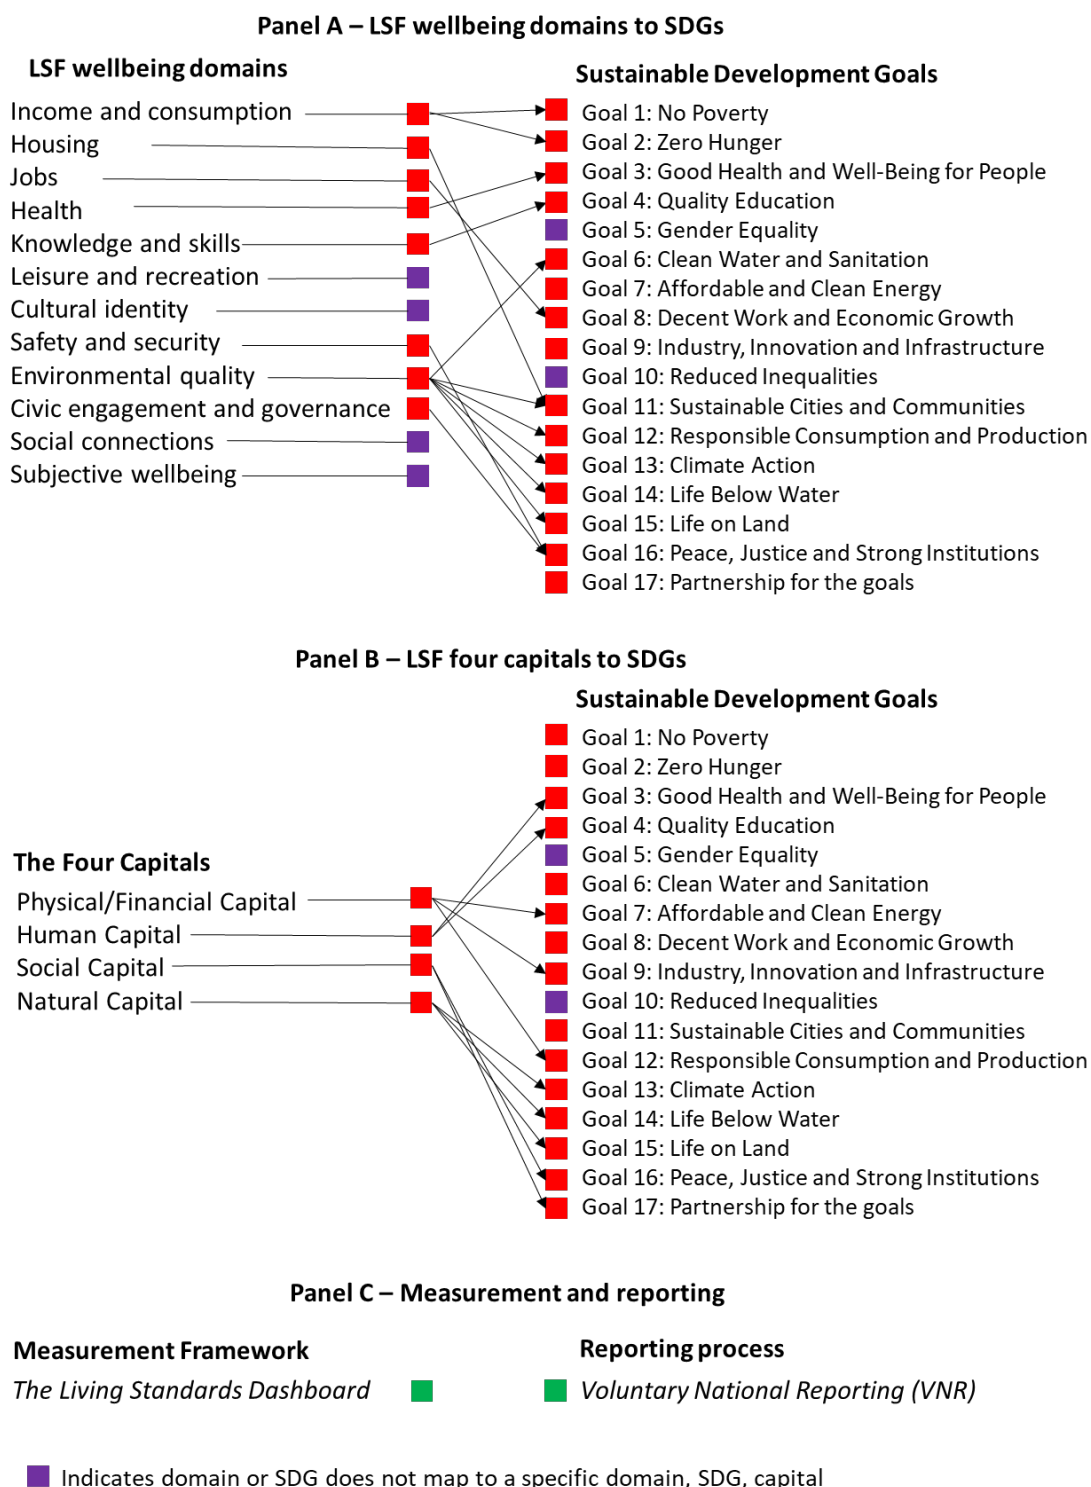 Panel A – LSF wellbeing domains to SDGs
LSF wellbeing domains
Income and consumption
Housing
Jobs
Health
Knowledge and skills
Leisure and recreation
Cultural identity
Safety and security
Environmental quality
Civic engagement and governance
Social connections
Subjective wellbeing
Sustainable Development Goals
Goal 1: No Poverty
Goal 2: Zero Hunger
Goal 3: Good Health and Well-Being for People
Goal 4: Quality Education
Goal 5: Gender Equality
Goal 6: Clean Water and Sanitation
Goal 7: Affordable and Clean Energy
Goal 8: Decent Work and Economic Growth
Goal 9: Industry, Innovation and Infrastructure
Goal 10: Reduced Inequalities
Goal 11: Sustainable Cities and Communities
Goal 12: Responsible Consumption and Production
Goal 13: Climate Action
Goal 14: Life Below Water
Goal 15: Life on Land
Goal 16: Peace, Justice and Strong Institutions
Goal 17: Partnership for the goals
Panel B – LSF four capitals to SDGs
The Four Capitals
Physical/Financial Capital
Human Capital
Social Capital
Natural Capital
Sustainable Development Goals
Goal 1: No Poverty
Goal 2: Zero Hunger
Goal 3: Good Health and Well-Being for People
Goal 4: Quality Education
Goal 5: Gender Equality
Goal 6: Clean Water and Sanitation
Goal 7: Affordable and Clean Energy
Goal 8: Decent Work and Economic Growth
Goal 9: Industry, Innovation and Infrastructure
Goal 10: Reduced Inequalities
Goal 11: Sustainable Cities and Communities
Goal 12: Responsible Consumption and Production
Goal 13: Climate Action
Goal 14: Life Below Water
Goal 15: Life on Land
Goal 16: Peace, Justice and Strong Institutions
Goal 17: Partnership for the goals
Panel C – Measurement and reporting
Measurement Framework
The Living Standards Dashboard
Reporting process
Voluntary National Reporting (VNR)
Indicates domain or SDG does not map to a specific domain, SDG, capital